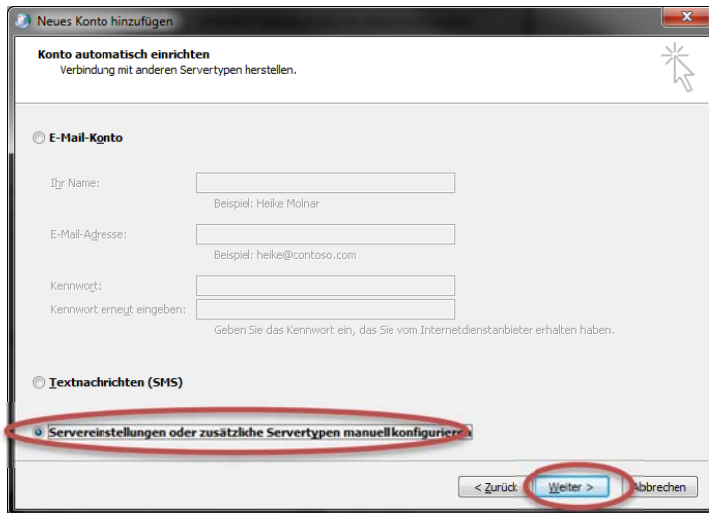 Neues Konto hinzufügen
Konto automatisch einrichten
Verbindung mit anderen Servertypen herstellen.
E-Mail-Konto
Ihr Name:
Beispiel: Heike Molnar
E-Mail-Adresse:
Beispiel: heike@contoso.com
Kennwort:
Kennwort erneut eingeben:
Geben Sie das Kennwort ein, das Sie vom Internetdienstanbieter erhalten haben.
Textnachrichten (SMS)
Servereinstellungen oder zusätzliche Servertypen manuell konfigurieren
< Zurück Weiter > Abbrechen